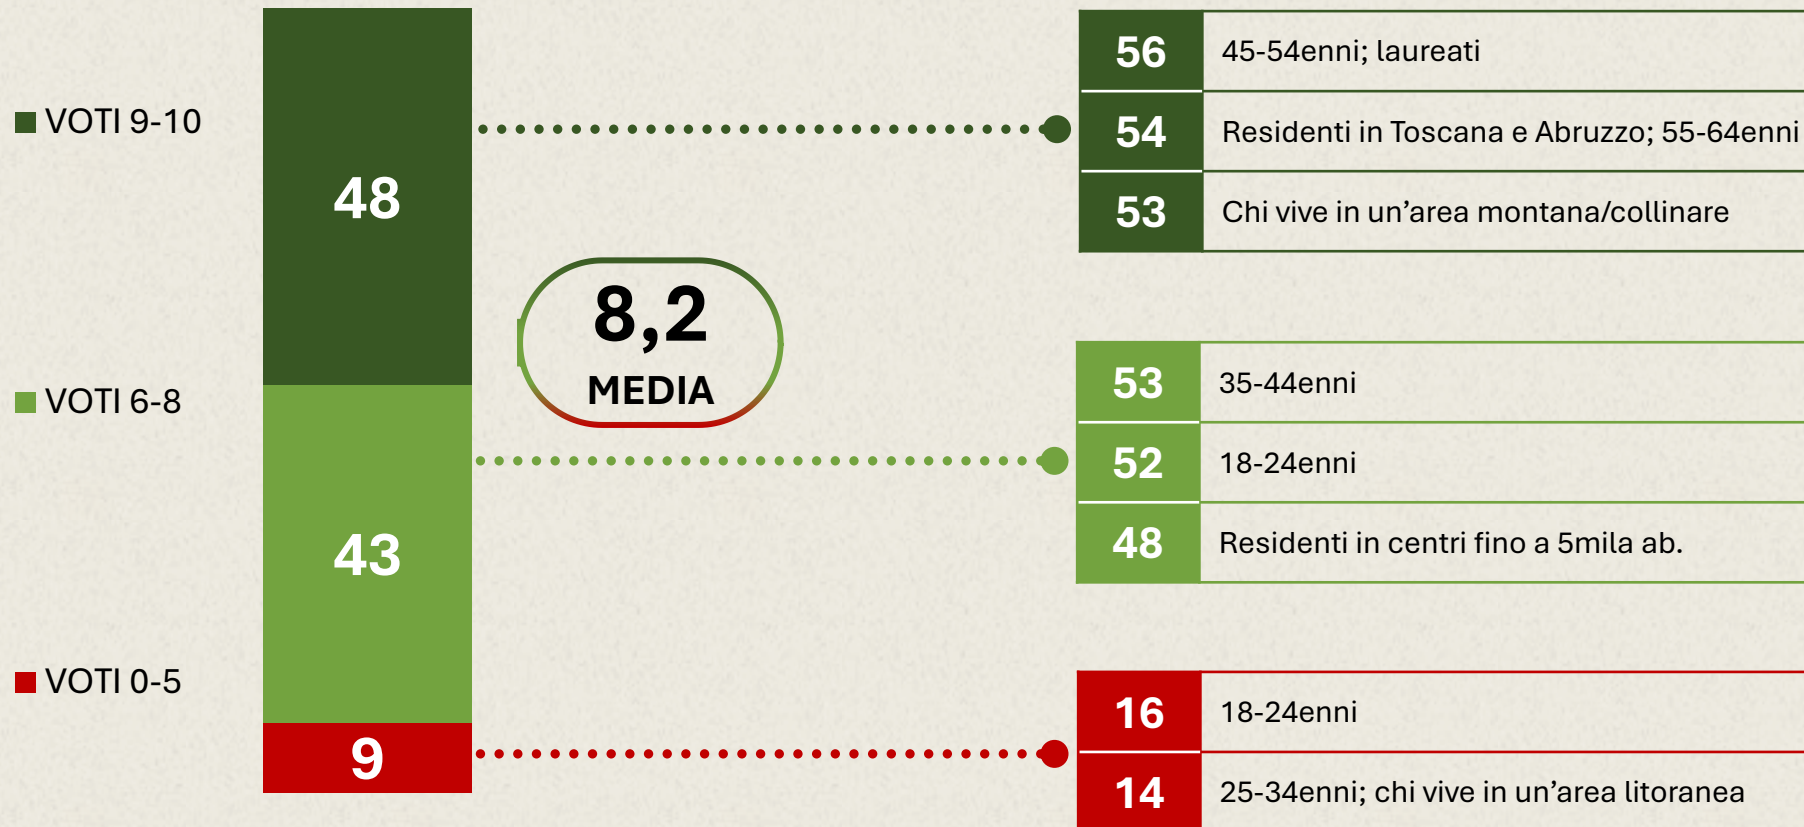 VOTI 9-10
VOTI 6-8
VOTI 0-5
48
43
9
8,2
MEDIA
56 45-54enni; laureati
54 Residenti in Toscana e Abruzzo; 55-64enni
53 Chi vive in un’area montana/collinare
53 35-44enni
52 18-24enni
48 Residenti in centri fino a 5mila ab.
16 18-24enni
14 25-34enni; chi vive in un’area litoranea